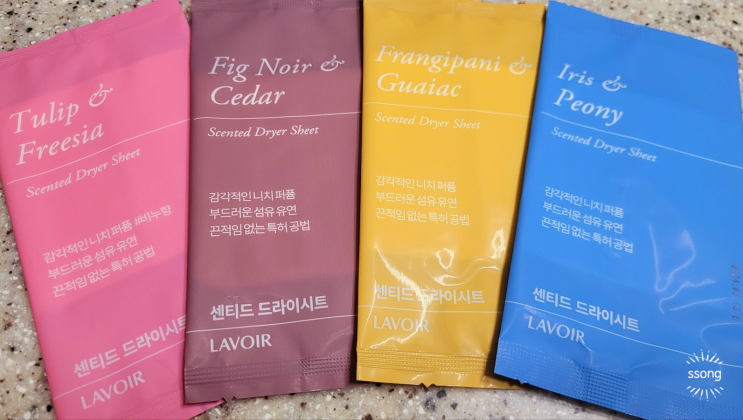 Tulip &
Freesia
Scented Dryer Sheet
감각적인 니치 퍼퓸 #비누향
부드러운 섬유 유연
끈적임 없는 특허 공법
센티드 드라이시트
LAVOIR
Fig Noir &
Cedar
Scented Dryer Sheet
감각적인 니치 퍼퓸
부드러운 섬유 유연
끈적임 없는 특허 공법
센티드 드라이시트
LAVOIR
Frangipani &
Guaiac
Scented Dryer Sheet
감각적인 니치 퍼퓸
부드러운 섬유 유연
끈적임 없는 특허 공법
센티드 드라이시트
LAVOIR
Iris &
Peony
Scented Dryer Sheet
감각적인 니치 퍼퓸
부드러운 섬유 유연
끈적임 없는 특허 공법
센티드 드라이시트
LAVOIR
ssong